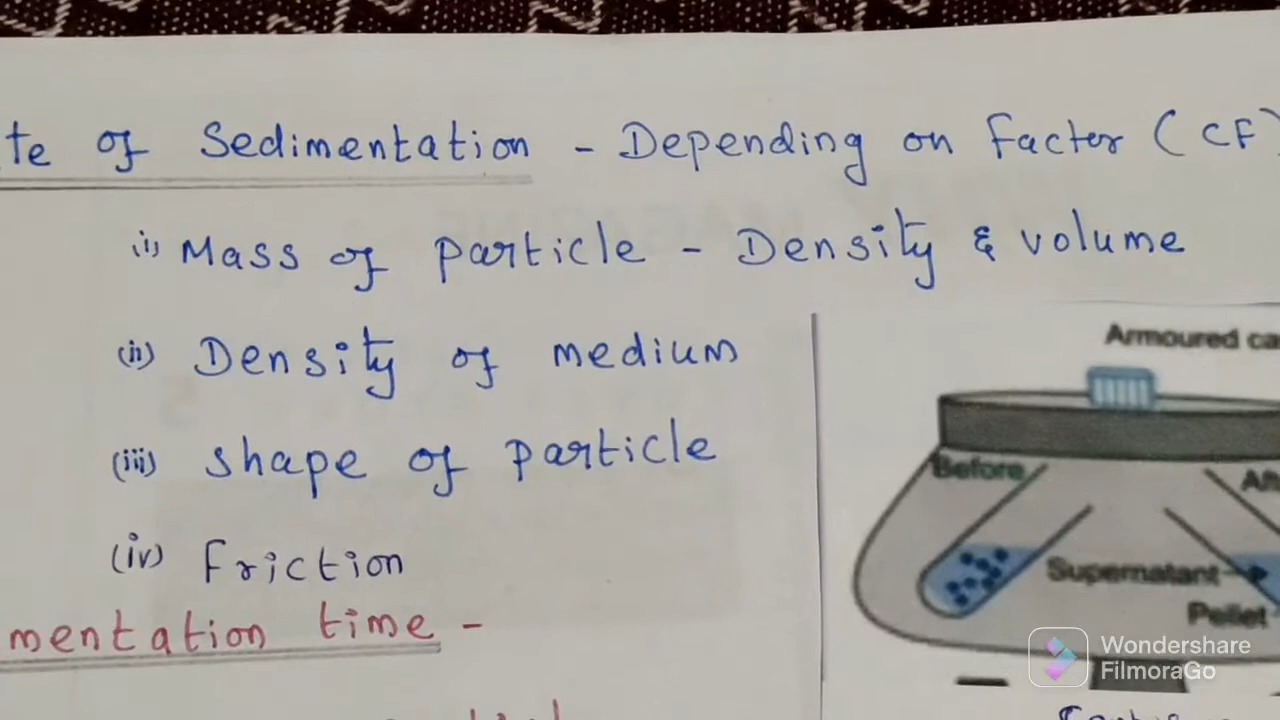 te of Sedimentation - Depending on factor (CF)
(i) Mass of particle - Density & volume
(ii) Density of medium
(iii) shape of particle
(iv) Friction
mentation time -
Armoured ca
Before
Aft
Supernatant
Pellet
Wondershare
FilmoraGo